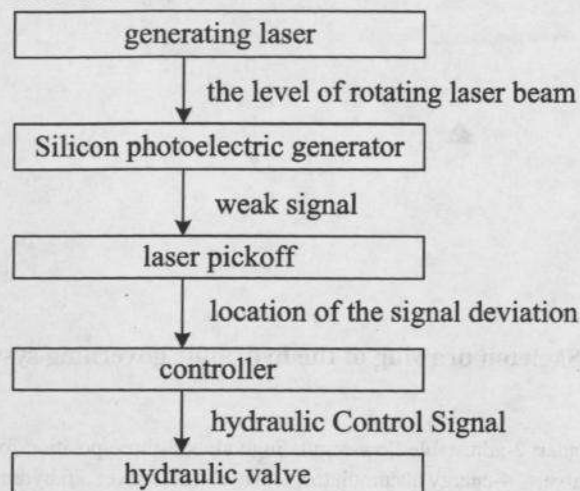 generating laser
the level of rotating laser beam
Silicon photoelectric generator
weak signal
laser pickoff
location of the signal deviation
controller
hydraulic Control Signal
hydraulic valve